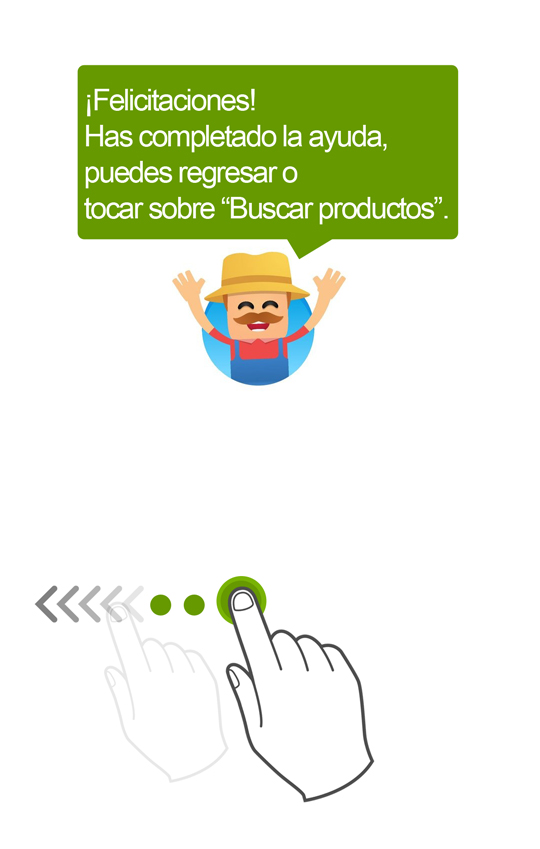 ¡Felicitaciones!
Has completado la ayuda,
puedes regresar o
tocar sobre “Buscar productos”.